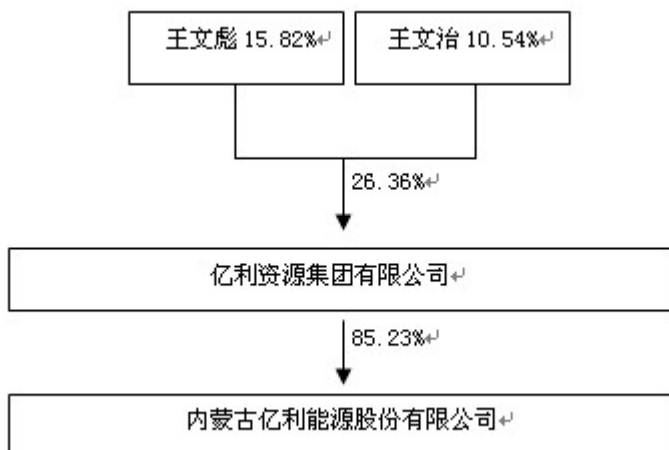 王文彪 15.82%↵
王文治 10.54%↵
26.36%↵
亿利资源集团有限公司↵
85.23%↵
内蒙古亿利能源股份有限公司↵